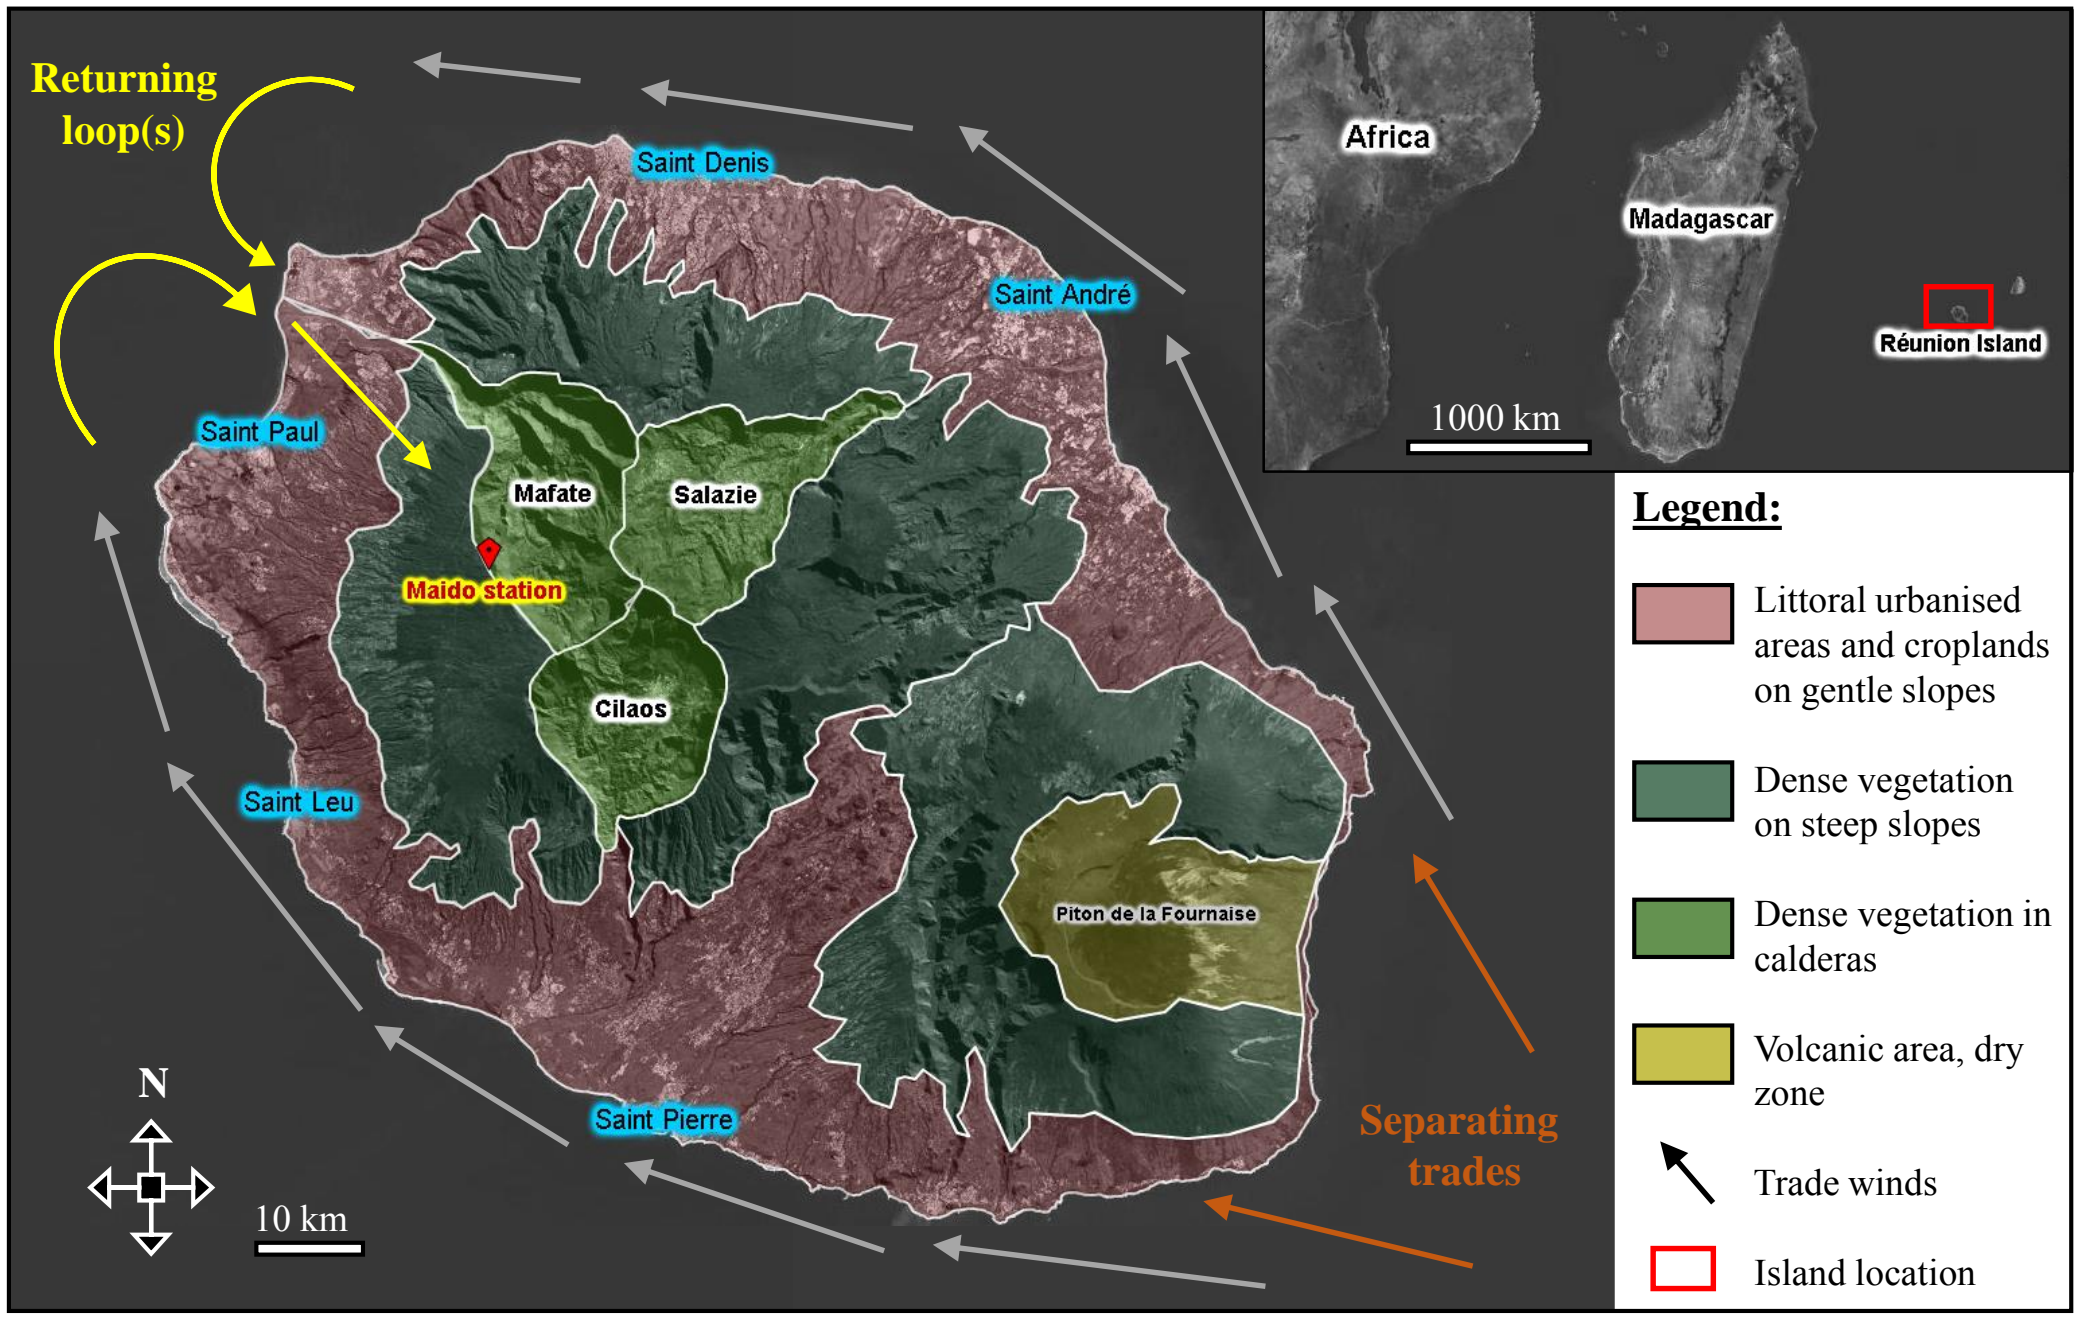 Returning
loop(s)
Saint Denis
Saint André
Saint Paul
Mafate
Salazie
Maido station
Cilaos
Saint Leu
Piton de la Fournaise
Saint Pierre
Separating
trades
N
10 km
Africa
Madagascar
Réunion Island
1000 km
Legend:
Littoral urbanised
areas and croplands
on gentle slopes
Dense vegetation
on steep slopes
Dense vegetation in
calderas
Volcanic area, dry
zone
Trade winds
Island location